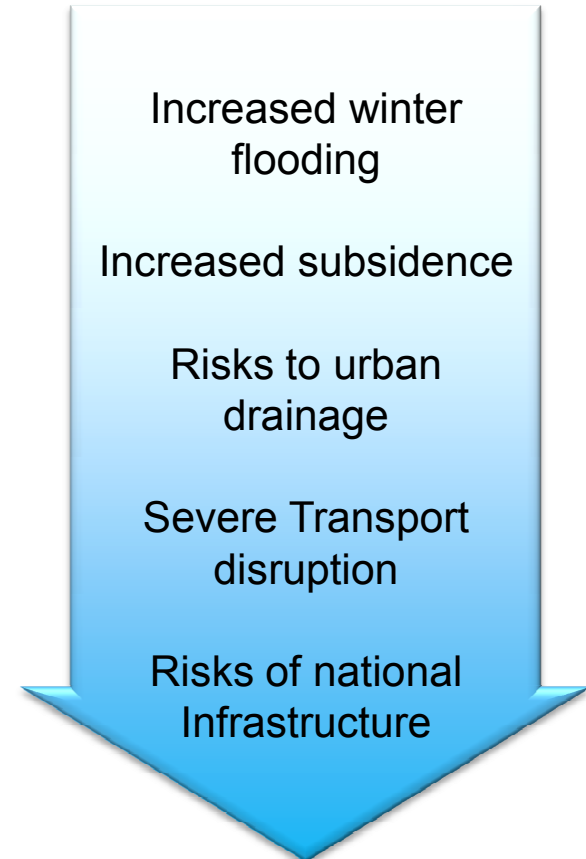 Increased winter
flooding
Increased subsidence
Risks to urban
drainage
Severe Transport
disruption
Risks of national
Infrastructure